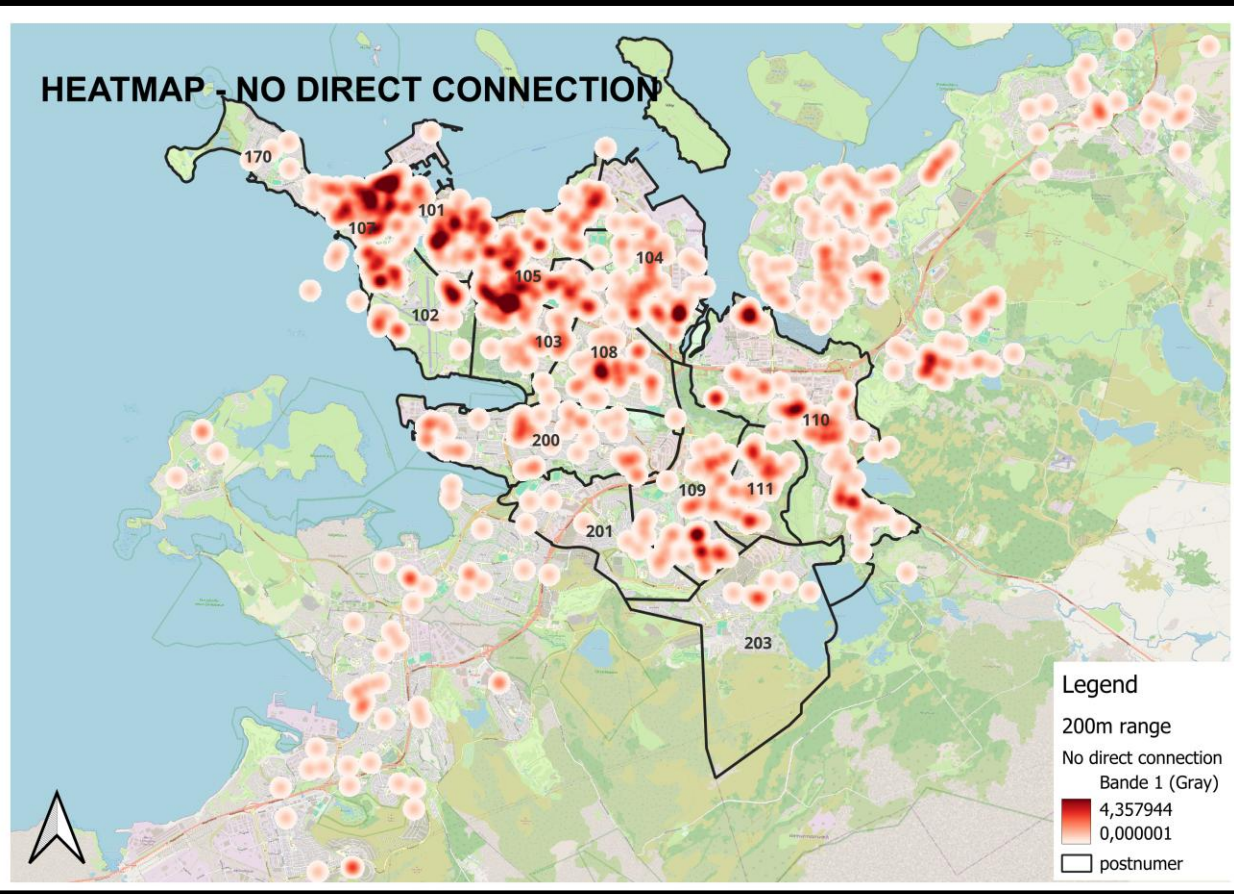 HEATMAP - NO DIRECT CONNECTION
170
101
107
104
105
102
103
108
110
200
109
111
201
203
Legend
200m range
No direct connection
Bande 1 (Gray)
4,357944
0,000001
postnumer